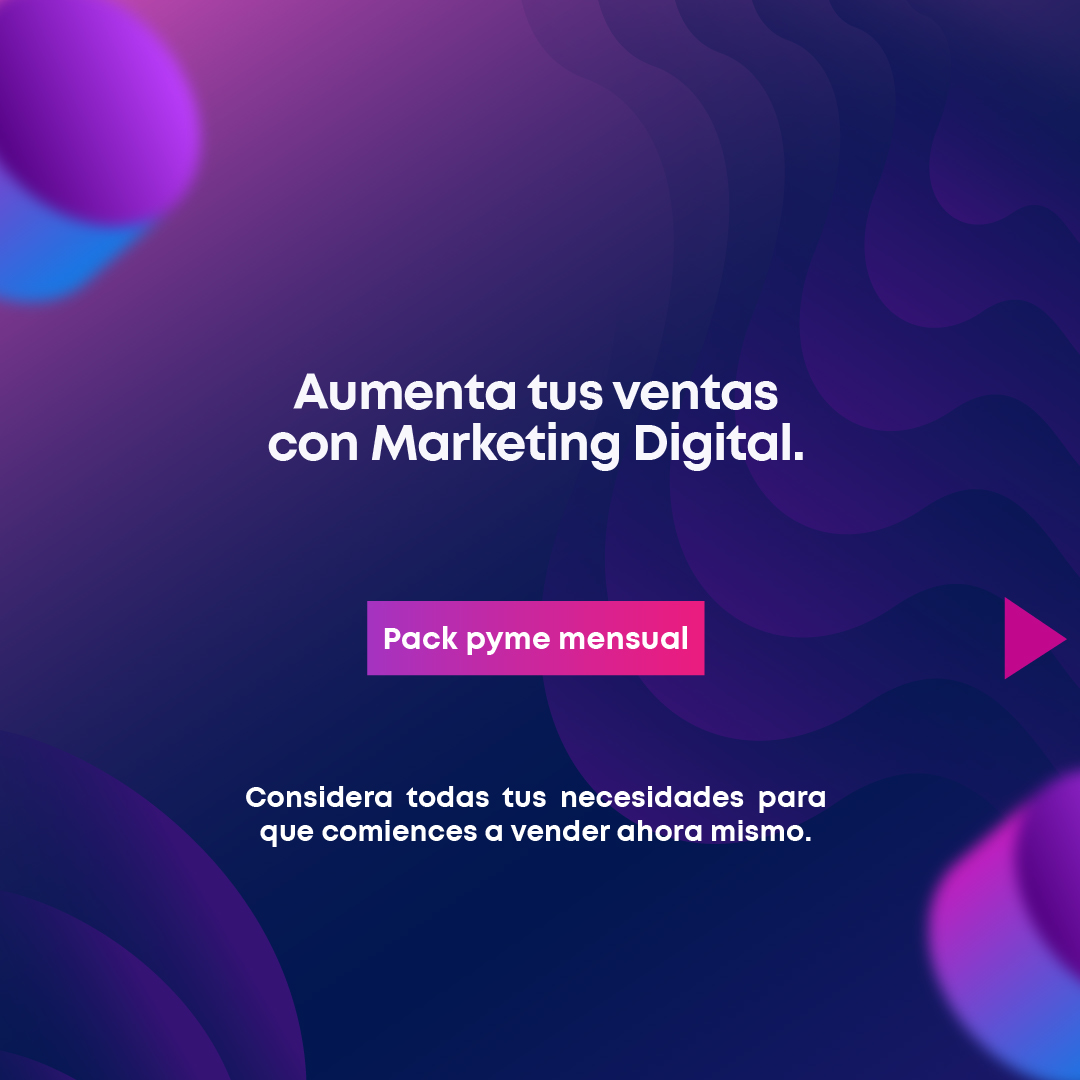 Aumenta tus ventas
con Marketing Digital.
Pack pyme mensual
Considera todas tus necesidades para
que comiences a vender ahora mismo.